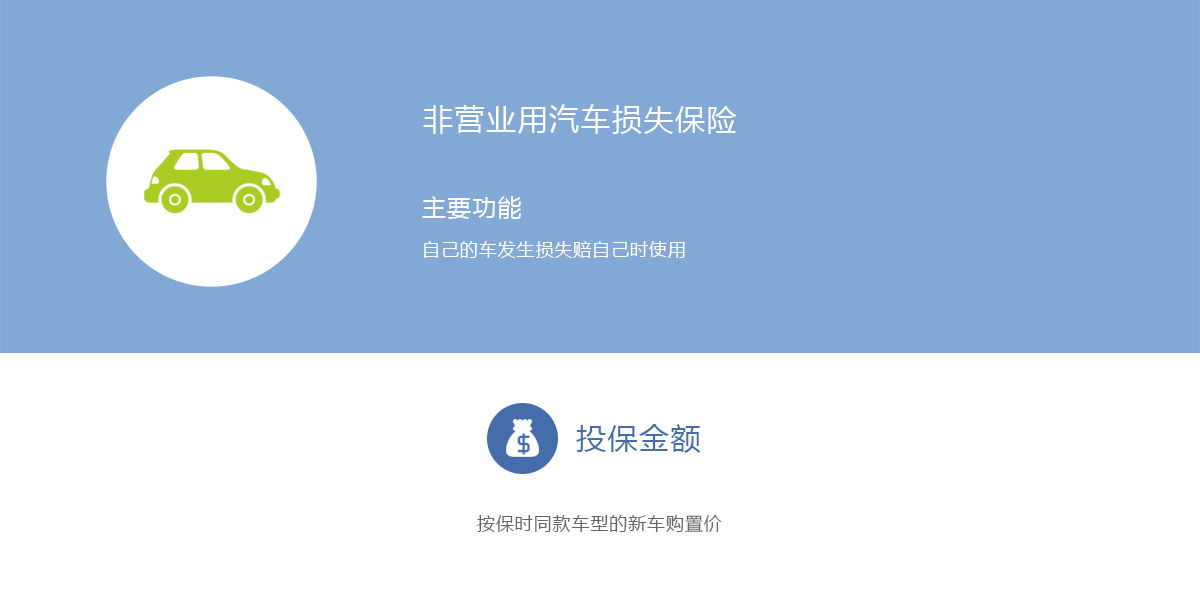 非营业用汽车损失保险
主要功能
自己的车发生损失赔自己时使用
$ 投保金额
按保时同款车型的新车购置价